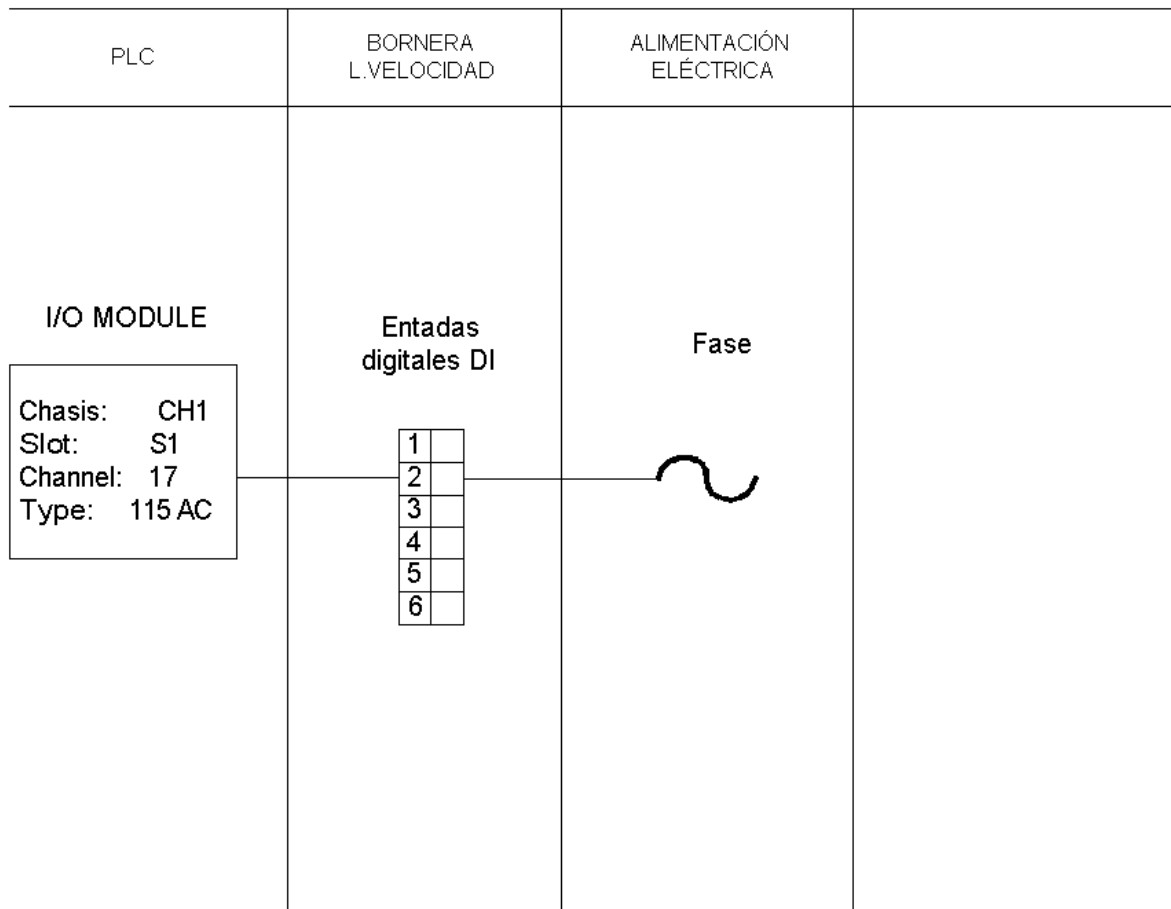 PLC
BORNERA
L.VELOCIDAD
ALIMENTACIÓN
ELÉCTRICA
I/O MODULE
Chasis: CH1
Slot: S1
Channel: 17
Type: 115 AC
Entadas
digitales DI
1
2
3
4
5
6
Fase